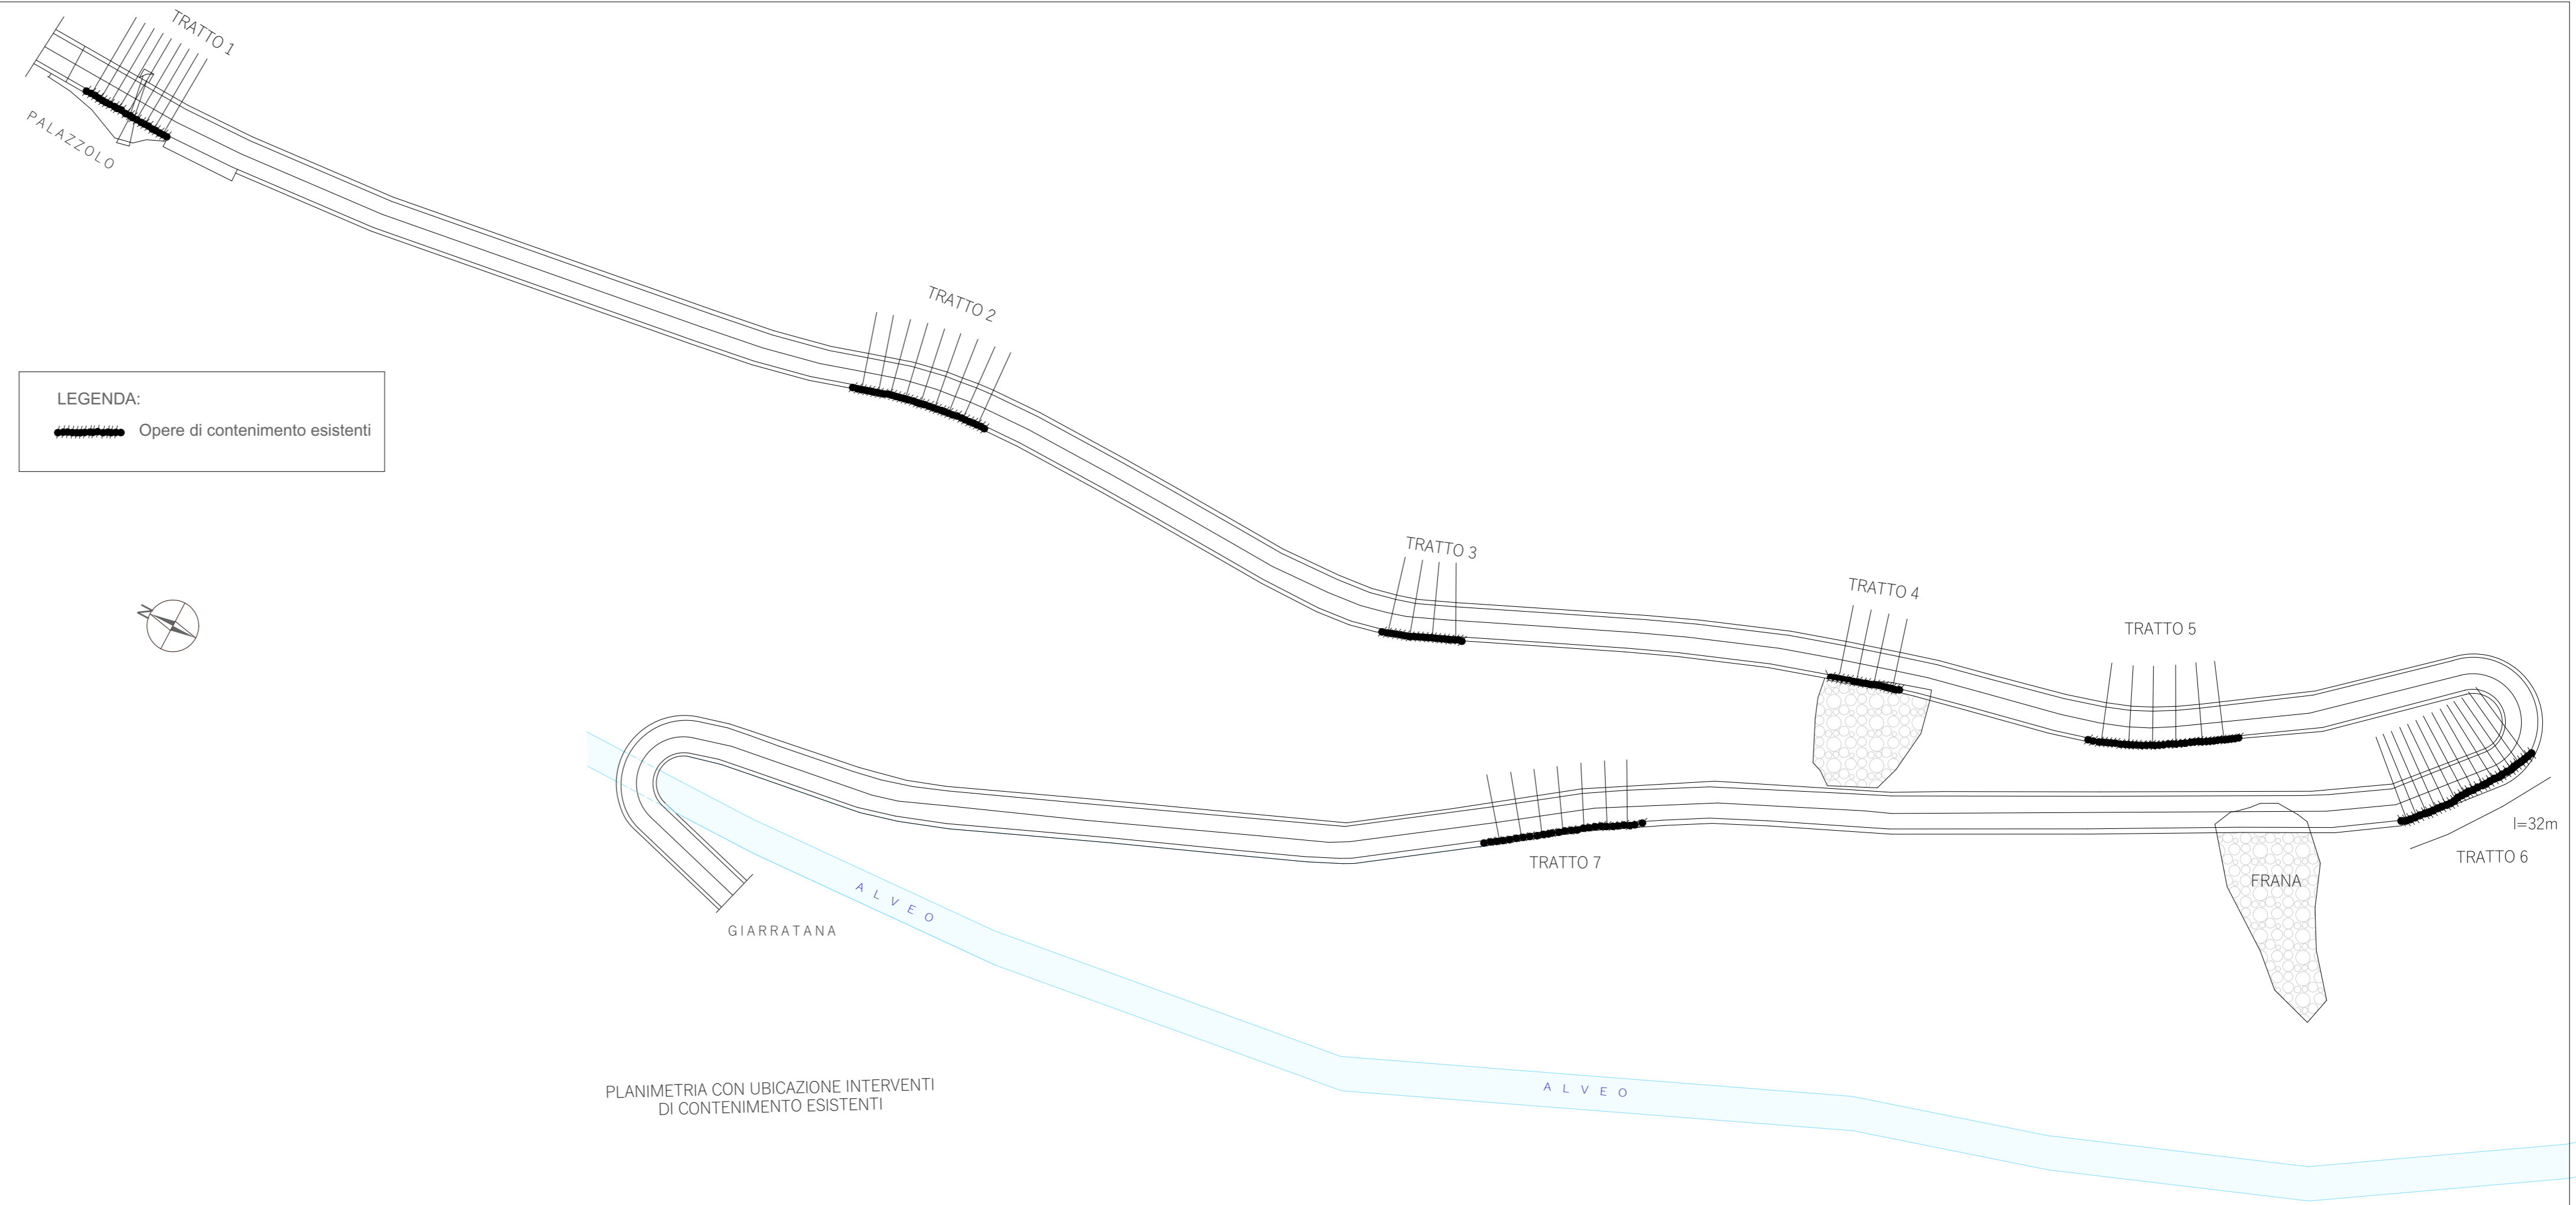 TRATTO 1
PALAZZOLO
TRATTO 2
LEGENDA:
Opere di contenimento esistenti
TRATTO 3
TRATTO 4
N
TRATTO 5
l=32m
TRATTO 6
TRATTO 7
FRANA
ALVEO
GIARRATANA
PLANIMETRIA CON UBICAZIONE INTERVENTI
DI CONTENIMENTO ESISTENTI
ALVEO